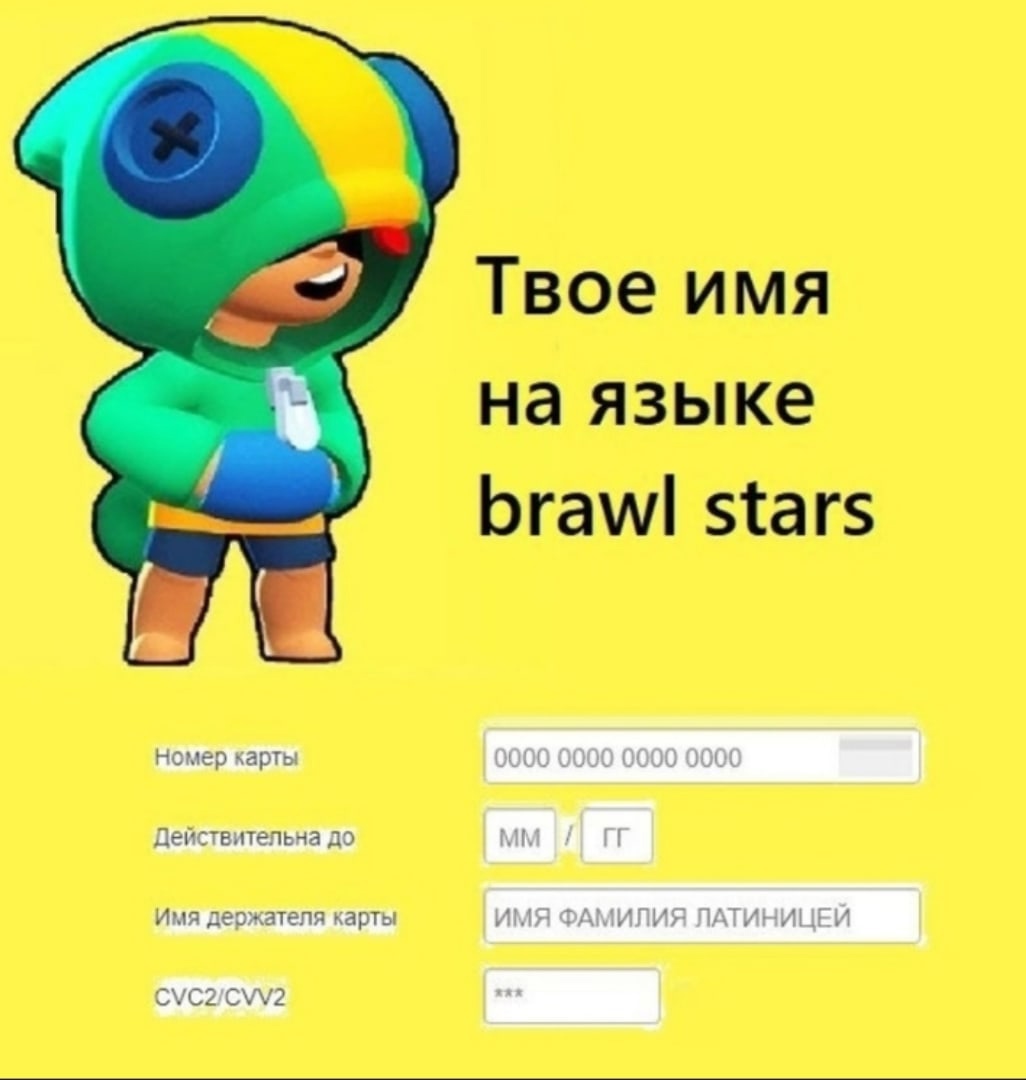 Твое имя
на языке
brawl stars
Номер карты 0000 0000 0000 0000
Действительна до ММ / ГГ
Имя держателя карты ИМЯ ФАМИЛИЯ ЛАТИНИЦЕЙ
CVC2/CVV2 ***